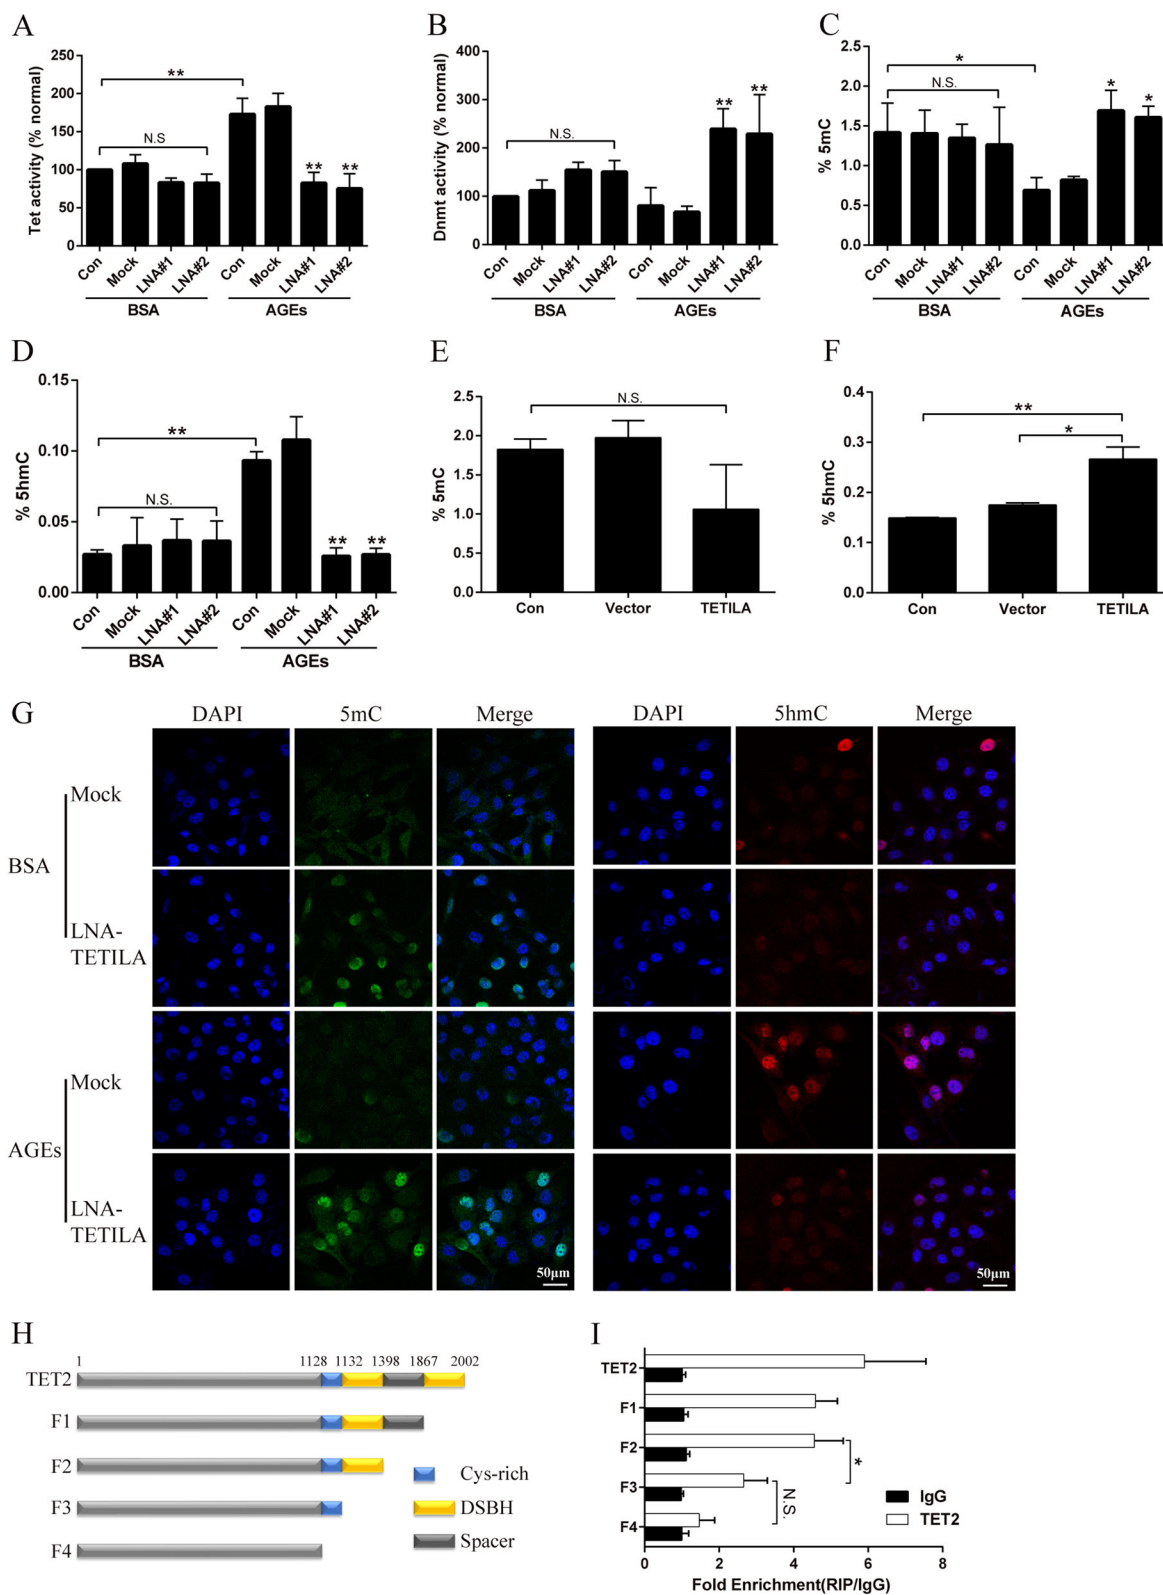 A
Tet activity (% normal)
250
200
150
100
50
0
**
N.S
**
**
Con
Mock
LNA#1
LNA#2
Con
Mock
LNA#1
LNA#2
BSA
AGEs
B
Dnmt activity (% normal)
400
300
200
100
0
N.S.
**
**
Con
Mock
LNA#1
LNA#2
Con
Mock
LNA#1
LNA#2
BSA
AGEs
C
% 5mC
2.5
2.0
1.5
1.0
0.5
0.0
*
N.S.
*
*
Con
Mock
LNA#1
LNA#2
Con
Mock
LNA#1
LNA#2
BSA
AGEs
D
% 5hmC
0.15
0.10
0.05
0.00
**
N.S.
**
**
Con
Mock
LNA#1
LNA#2
Con
Mock
LNA#1
LNA#2
BSA
AGEs
E
% 5mC
2.5
2.0
1.5
1.0
0.5
0.0
N.S.
Con
Vector
TETILA
F
% 5hmC
0.4
0.3
0.2
0.1
0.0
**
*
Con
Vector
TETILA
G
DAPI
5mC
Merge
DAPI
5hmC
Merge
BSA
Mock
LNA-
TETILA
AGEs
Mock
LNA-
TETILA
50μm
50μm
H
1
1128
1132
1398
1867
2002
TET2
F1
F2
F3
F4
Cys-rich
DSBH
Spacer
I
TET2
F1
F2
F3
F4
*
N.S.
IgG
TET2
0
2
4
6
8
Fold Enrichment(RIP/IgG)